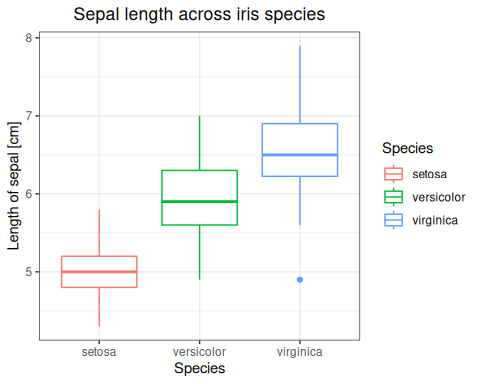 Sepal length across iris species
Length of sepal [cm]
8
7
6
5
setosa
versicolor
virginica
Species
Species
setosa
versicolor
virginica